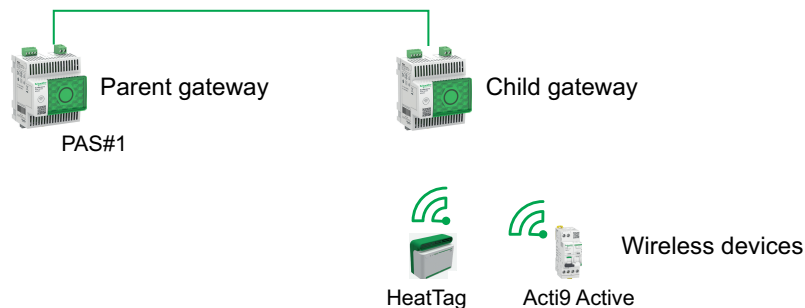 Parent gateway
Child gateway
PAS#1
Wireless devices
HeatTag
Acti9 Active